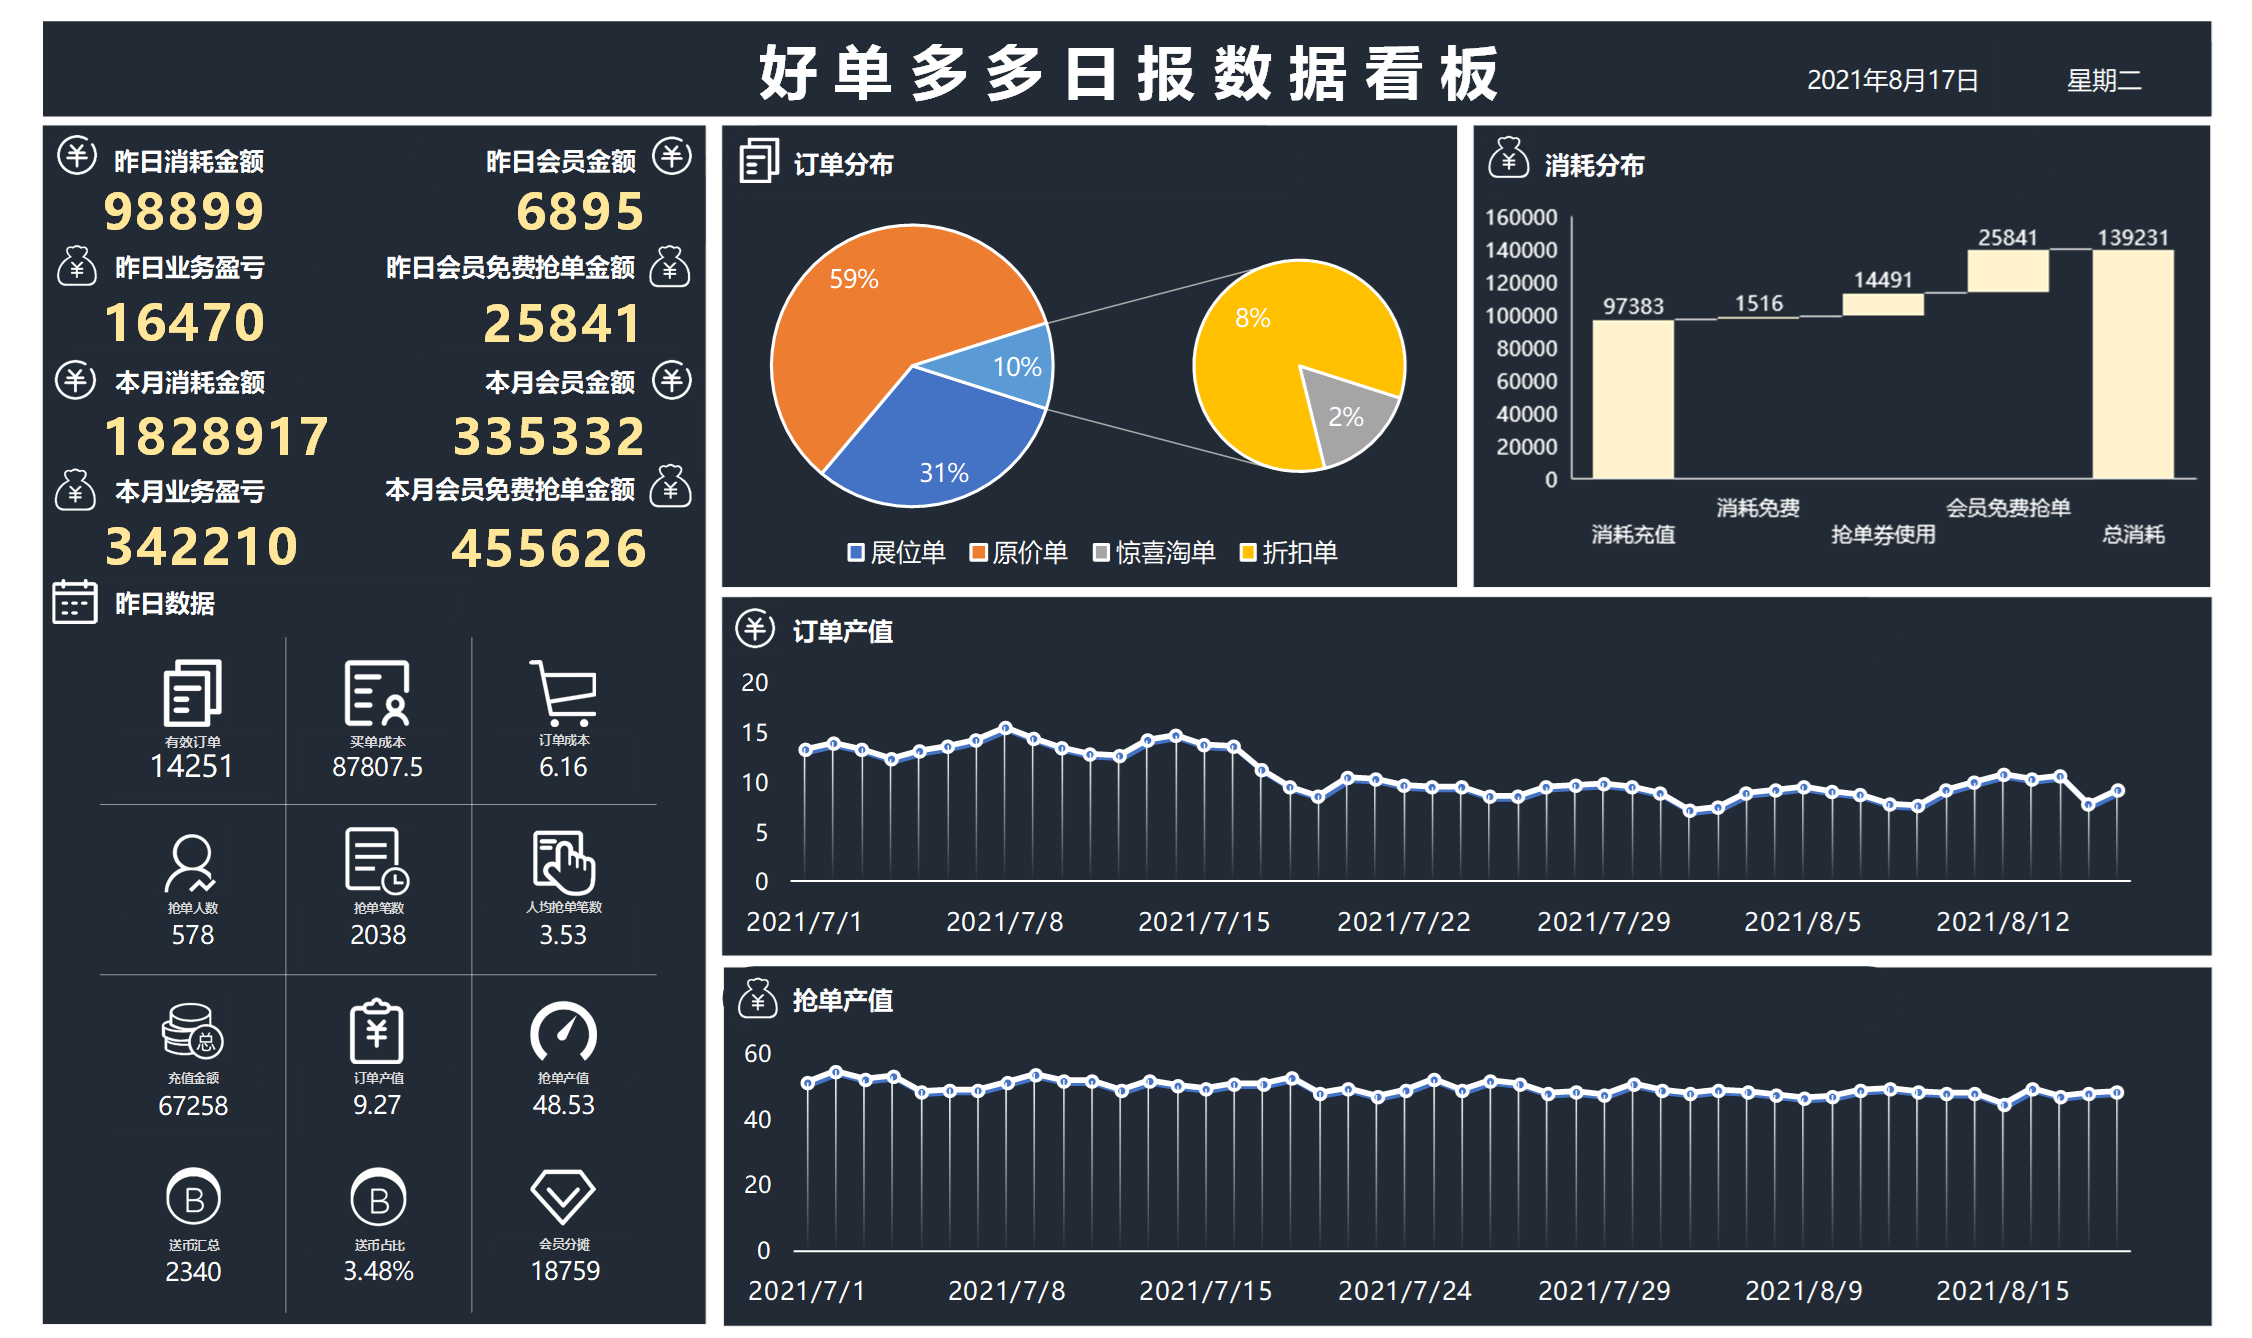 好单多多日报数据看板
2021年8月17日 星期二
昨日消耗金额 昨日会员金额
98899 6895
昨日业务盈亏 昨日会员免费抢单金额
16470 25841
本月消耗金额 本月会员金额
1828917 335332
本月业务盈亏 本月会员免费抢单金额
342210 455626
昨日数据
有效订单 买单成本 订单成本
14251 87807.5 6.16
抢单人数 抢单笔数 人均抢单笔数
578 2038 3.53
总
充值金额 订单产值 抢单产值
67258 9.27 48.53
B B
送币汇总 送币占比 会员分摊
2340 3.48% 18759
订单分布
59%
10%
31%
8%
2%
展位单 原价单 惊喜淘单 折扣单
消耗分布
160000
140000
120000
100000
80000
60000
40000
20000
0
97383 1516 14491 25841 139231
消耗充值 消耗免费 抢单券使用 会员免费抢单 总消耗
订单产值
20
15
10
5
0
2021/7/1 2021/7/8 2021/7/15 2021/7/22 2021/7/29 2021/8/5 2021/8/12
抢单产值
60
40
20
0
2021/7/1 2021/7/8 2021/7/15 2021/7/24 2021/7/29 2021/8/9 2021/8/15